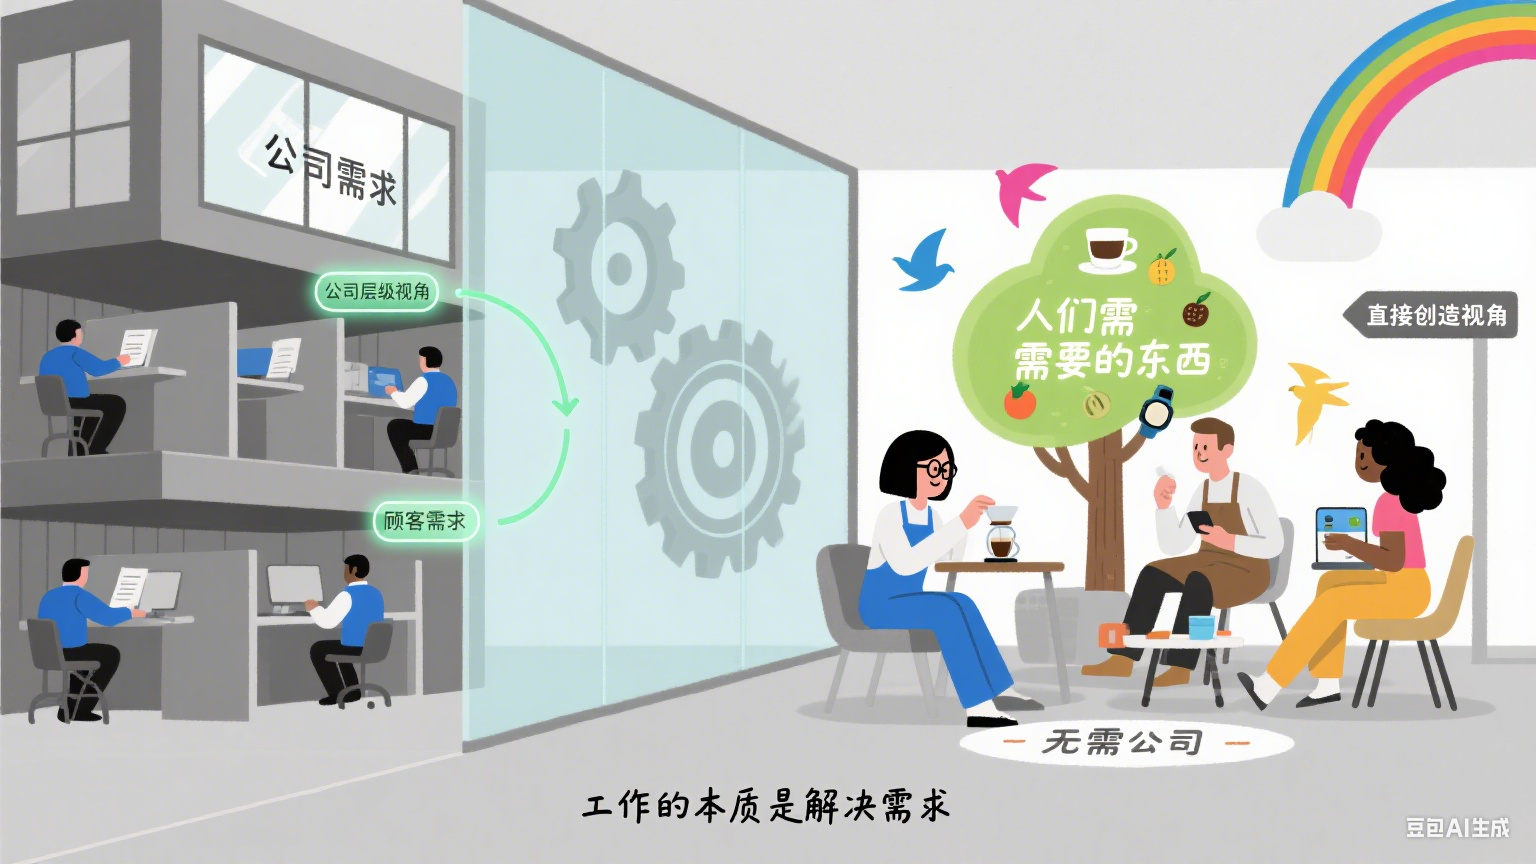 公司需求
公司层级视角
顾客需求
人们需
需要的东西
直接创造视角
- 无需公司 -
工作的本质是解决需求
豆包AI生成